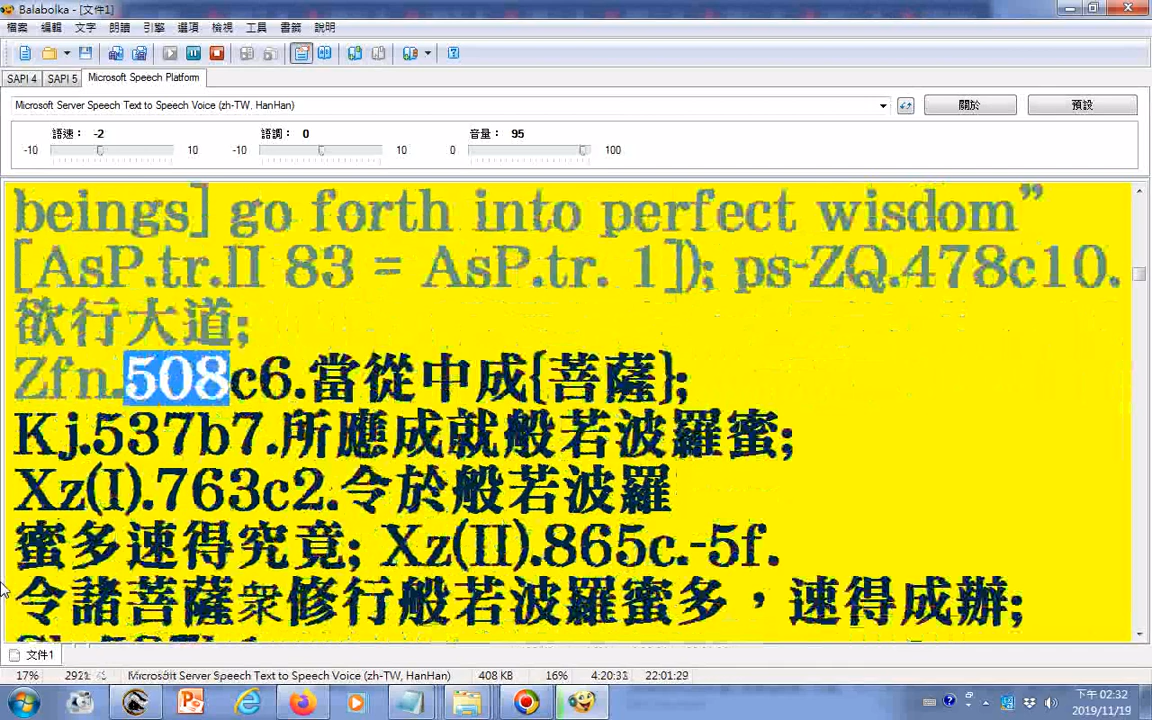 Balabolka - [文件1]
檔案 編輯 文字 朗讀 引擎 選項 檢視 工具 書籤 說明
SAPI 4 SAPI 5 Microsoft Speech Platform
Microsoft Server Speech Text to Speech Voice (zh-TW, HanHan) 關於 預設
語速： -2 語調： 0 音量： 95
-10 10 -10 10 0 100
beings] go forth into perfect wisdom”
[AsP.tr.II 83 = AsP.tr. 1]); ps-ZQ.478c10.
欲行大道;
Zfn.508c6.當從中成{菩薩};
Kj.537b7.所應成就般若波羅蜜;
Xz(I).763c2.令於般若波羅
蜜多速得究竟; Xz(II).865c.-5f.
令諸菩薩衆修行般若波羅蜜多，速得成辦;
文件1
17% Microsoft Server Speech Text to Speech Voice (zh-TW, HanHan) 408 KB 16% 4:20:31 22:01:29
下午 02:32
2019/11/19